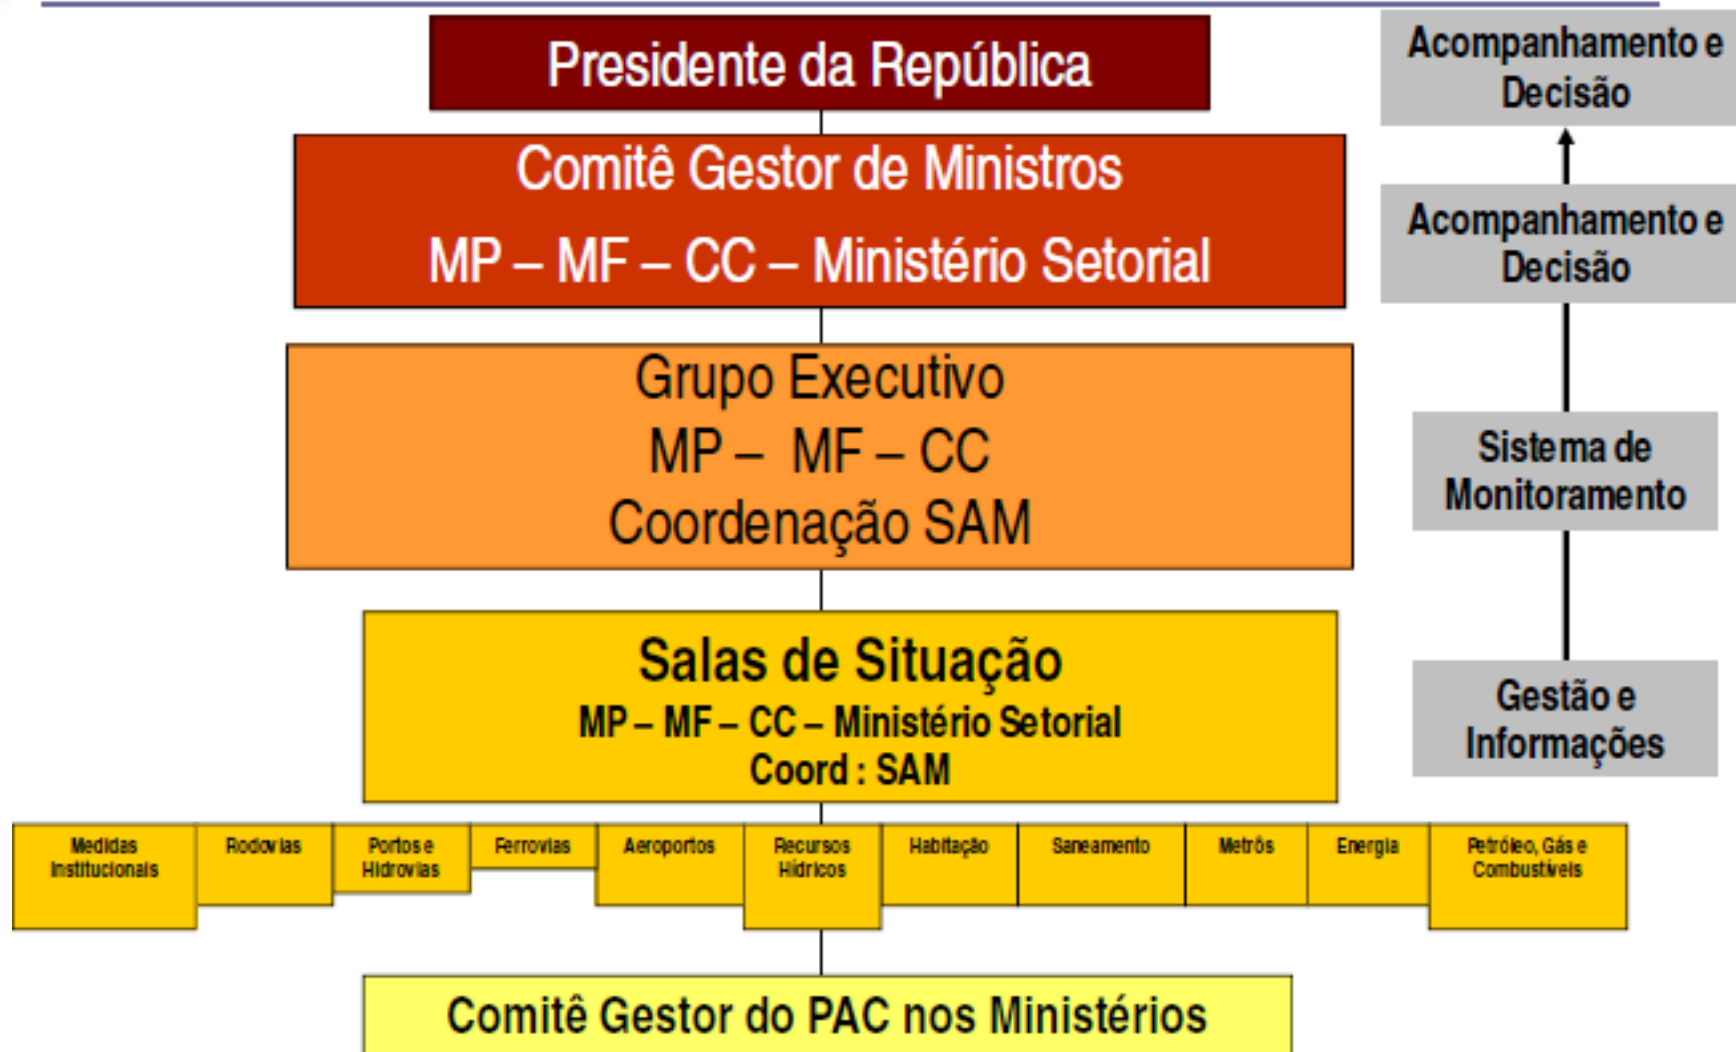 Presidente da República
Comitê Gestor de Ministros
MP – MF – CC – Ministério Setorial
Grupo Executivo
MP – MF – CC
Coordenação SAM
Salas de Situação
MP – MF – CC – Ministério Setorial
Coord : SAM
Medidas
Institucionais
Rodovias
Portos e
Hidrovias
Ferrovias
Aeroportos
Recursos
Hídricos
Habitação
Saneamento
Metrôs
Energia
Petróleo, Gás e
Combustíveis
Comitê Gestor do PAC nos Ministérios
Acompanhamento e
Decisão
Acompanhamento e
Decisão
Sistema de
Monitoramento
Gestão e
Informações